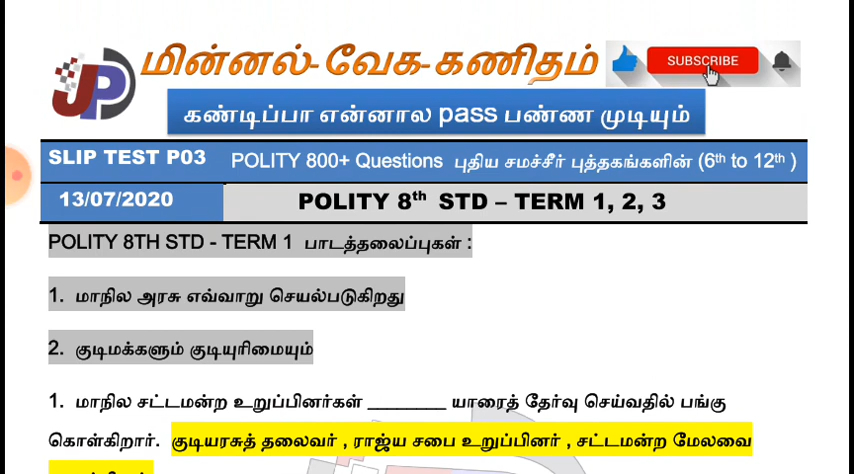 JP
மின்னல்-வேக-கணிதம்
SUBSCRIBE
கண்டிப்பா என்னால pass பண்ண முடியும்
SLIP TEST P03 POLITY 800+ Questions புதிய சமச்சீர் புத்தகங்களின் (6th to 12th )
13/07/2020 POLITY 8th STD – TERM 1, 2, 3
POLITY 8TH STD - TERM 1 பாடத்தலைப்புகள் :
1. மாநில அரசு எவ்வாறு செயல்படுகிறது
2. குடிமக்களும் குடியுரிமையும்
1. மாநில சட்டமன்ற உறுப்பினர்கள் ________ யாரைத் தேர்வு செய்வதில் பங்கு
கொள்கிறார். குடியரசுத் தலைவர் , ராஜ்ய சபை உறுப்பினர் , சட்டமன்ற மேலவை